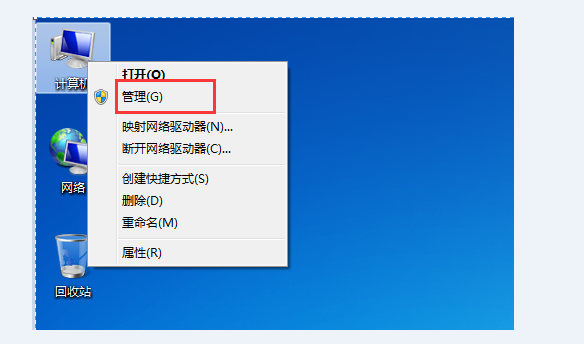 计算机
打开(O)
管理(G)
映射网络驱动器(N)...
断开网络驱动器(C)...
网络
创建快捷方式(S)
删除(D)
重命名(M)
属性(R)
回收站